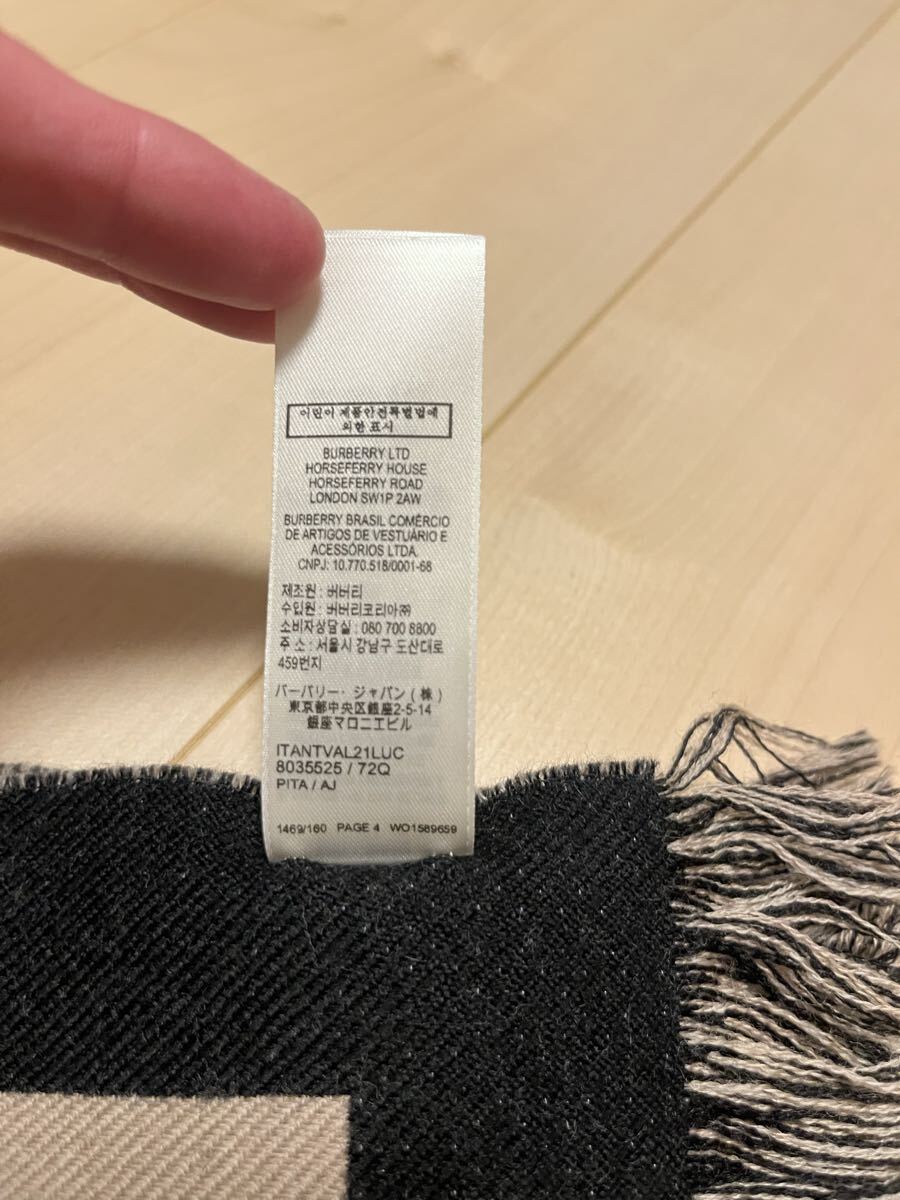 어린이제품안전특별법에
의한 표시
BURBERRY LTD
HORSEFERRY HOUSE
HORSEFERRY ROAD
LONDON SW1P 2AW
BURBERRY BRASIL COMÉRCIO
DE ARTIGOS DE VESTUÁRIO E
ACESSÓRIOS LTDA.
CNPJ: 10.770.518/0001-68
제조원 : 버버리
수입원 : 버버리코리아㈜
소비자상담실 : 080 700 8800
주 소 : 서울시 강남구 도산대로
459번지
バーバリー・ジャパン(株)
東京都中央区銀座2-5-14
銀座マロニエビル
ITANTVAL21LUC
8035525 / 72Q
PITA / AJ
1469/160 PAGE 4 WO1589659